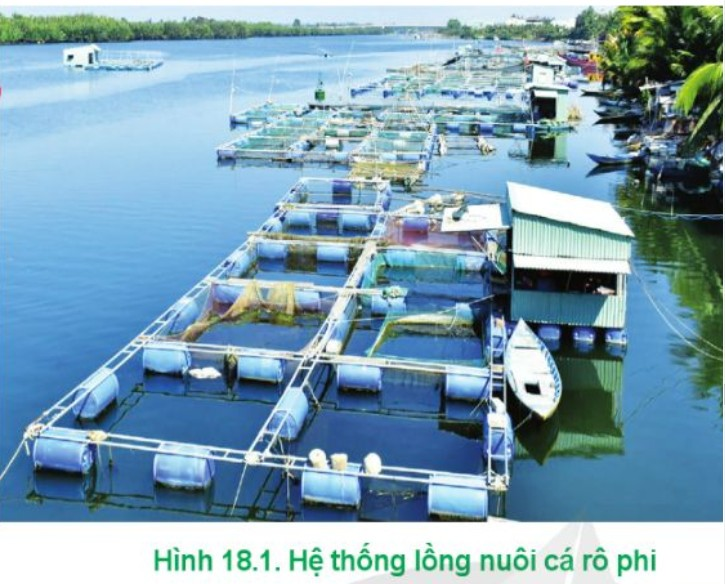 Hình 18.1. Hệ thống lồng nuôi cá rô phi